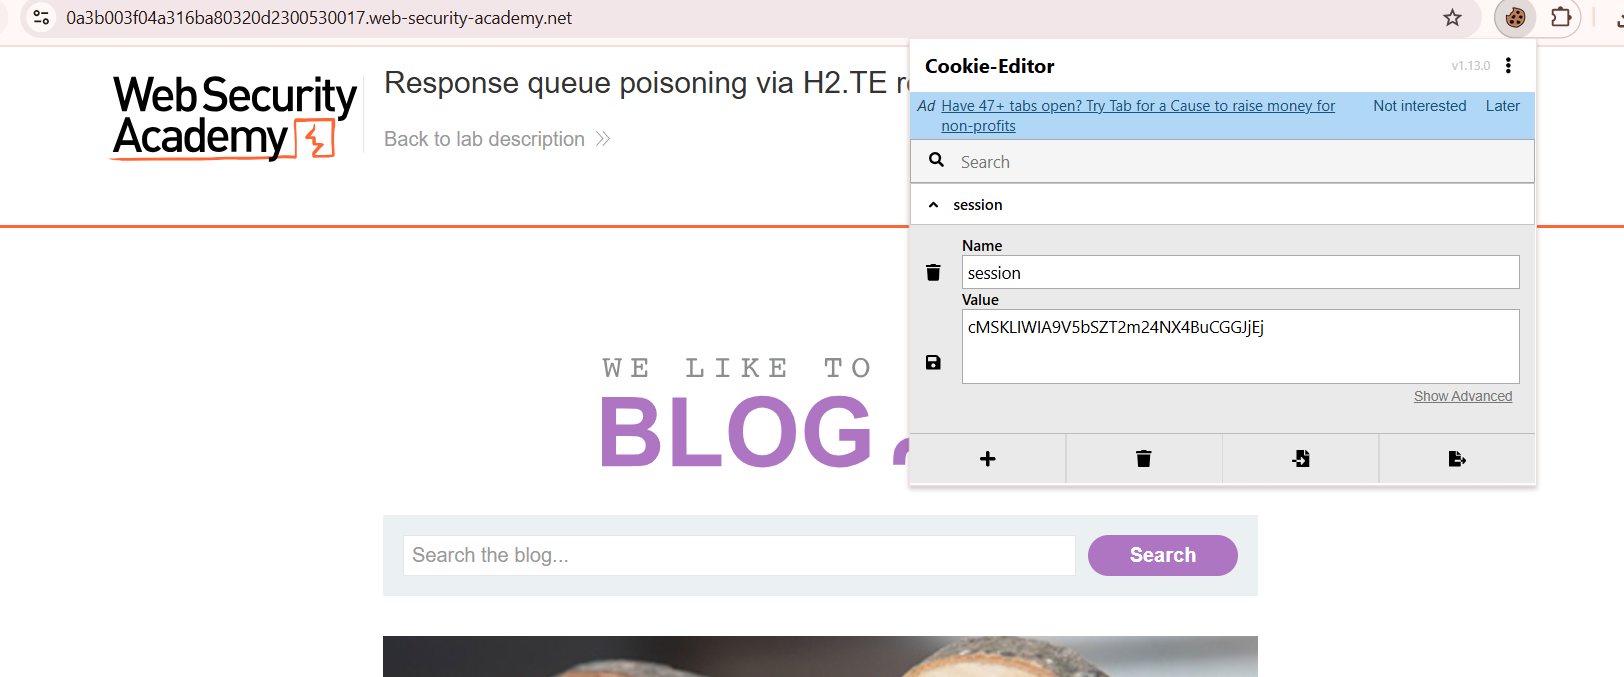 0a3b003f04a316ba80320d2300530017.web-security-academy.net
Web Security
Academy
Response queue poisoning via H2.TE re
Back to lab description
WE LIKE TO
BLOG
Search the blog...
Search
Cookie-Editor
v1.13.0
Ad Have 47+ tabs open? Try Tab for a Cause to raise money for
non-profits
Not interested Later
Search
session
Name
session
Value
cMSKLIWIA9V5bSZT2m24NX4BuCGGJjEj
Show Advanced